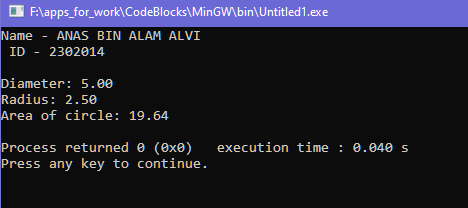 F:\apps_for_work\CodeBlocks\MinGW\bin\Untitled1.exe
Name - ANAS BIN ALAM ALVI
 ID - 2302014
Diameter: 5.00
Radius: 2.50
Area of circle: 19.64
Process returned 0 (0x0)   execution time : 0.040 s
Press any key to continue.